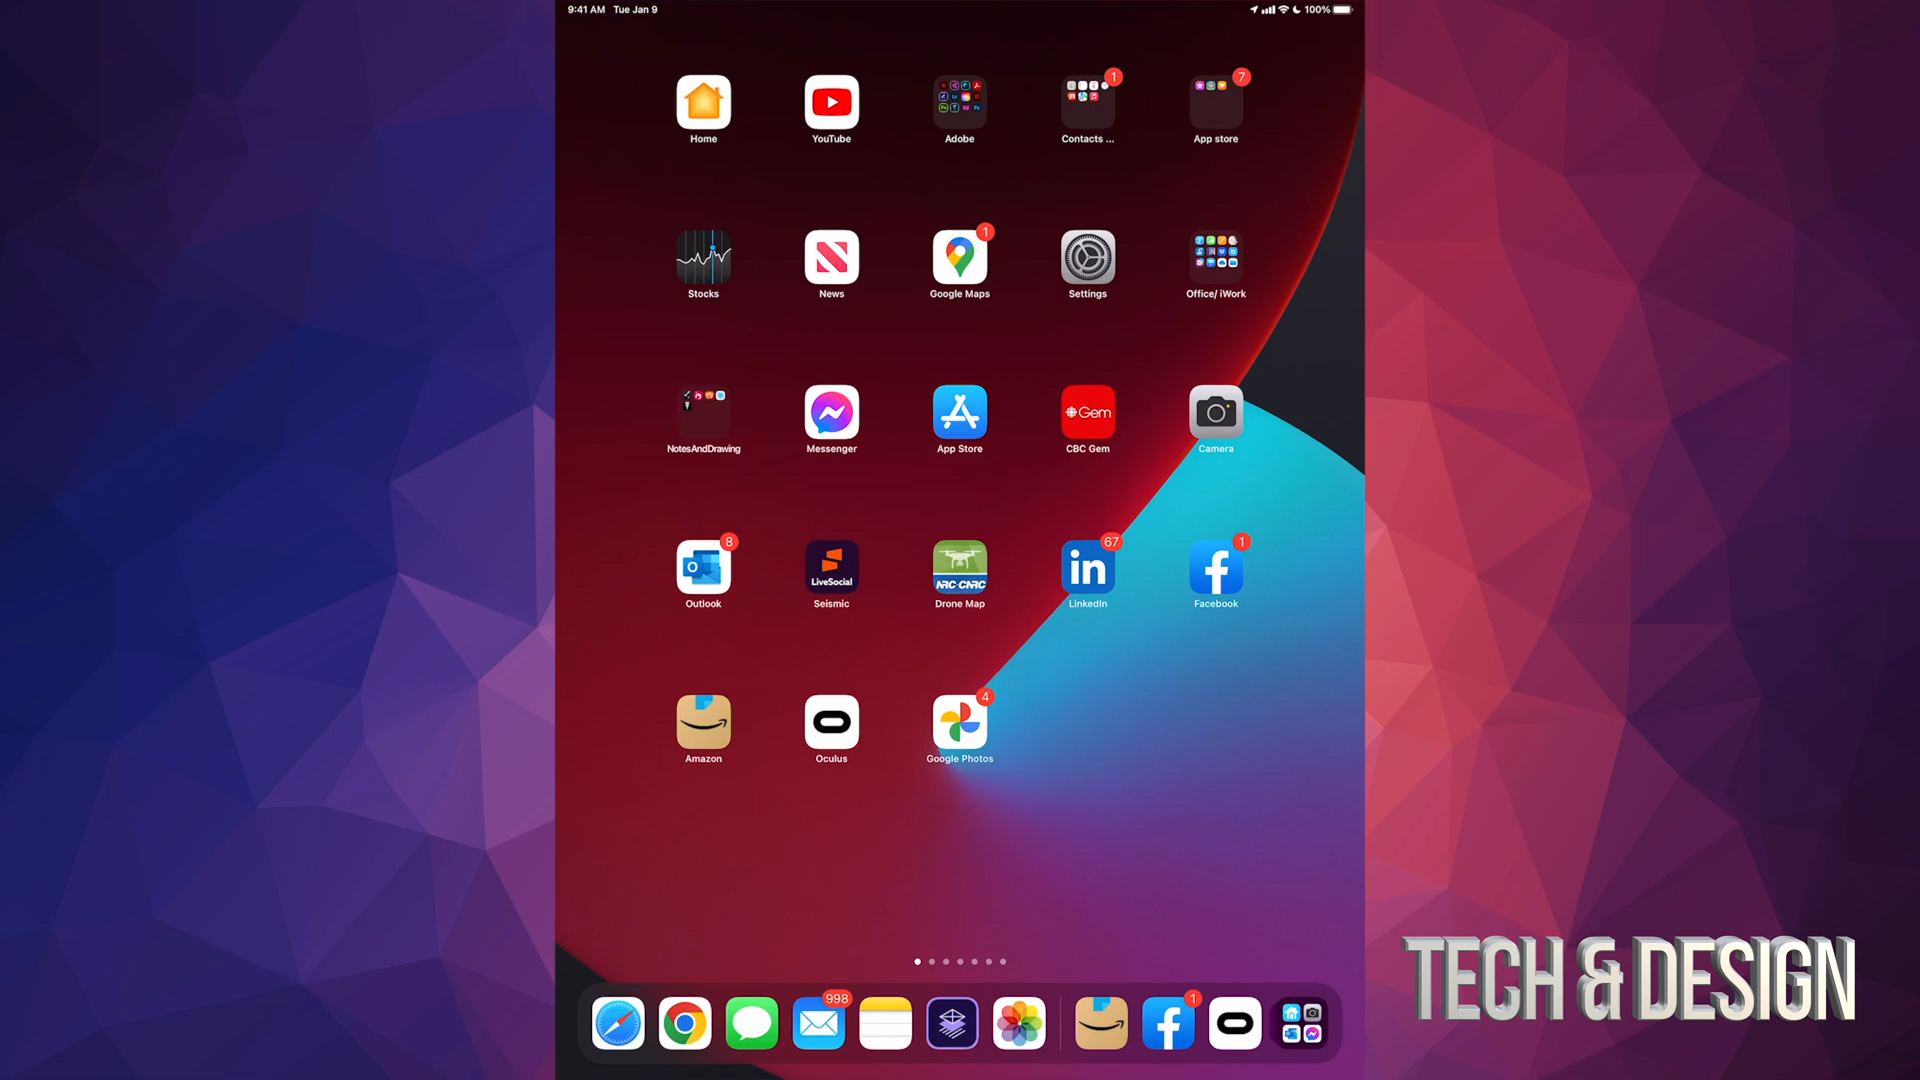 9:41 AM Tue Jan 9
100%
1
7
Home
YouTube
Adobe
Contacts ...
App store
1
Stocks
News
Google Maps
Settings
Office/ iWork
Gem
NotesAndDrawing
Messenger
App Store
CBC Gem
Camera
8
67
1
LiveSocial
NRC·CNRC
in
Outlook
Seismic
Drone Map
LinkedIn
Facebook
4
Amazon
Oculus
Google Photos
998
1
TECH & DESIGN